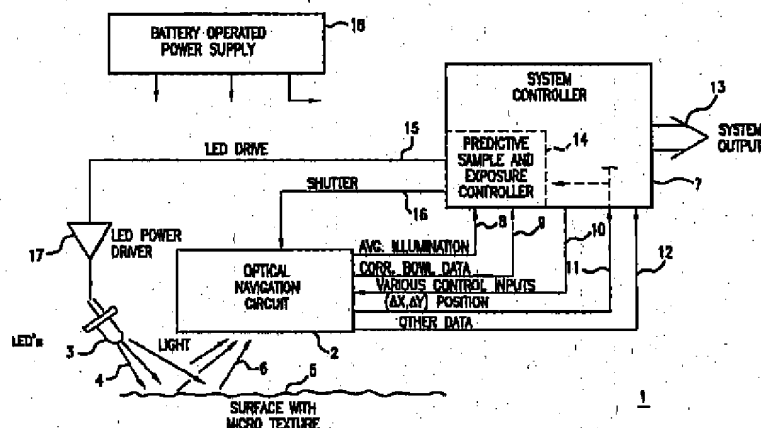 BATTERY OPERATED
POWER SUPPLY
18
SYSTEM
CONTROLLER
13
SYSTEM
OUTPUT
15
LED DRIVE
14
PREDICTIVE
SAMPLE AND
EXPOSURE
CONTROLLER
7
SHUTTER
16
17
LED POWER
DRIVER
8
9
10
11
12
AVG. ILLUMINATION
CORR. BOWL DATA
VARIOUS CONTROL INPUTS
(ΔX,ΔY) POSITION
OTHER DATA
OPTICAL
NAVIGATION
CIRCUIT
2
LED's
3
LIGHT
4
6
5
SURFACE WITH
MICRO TEXTURE
1